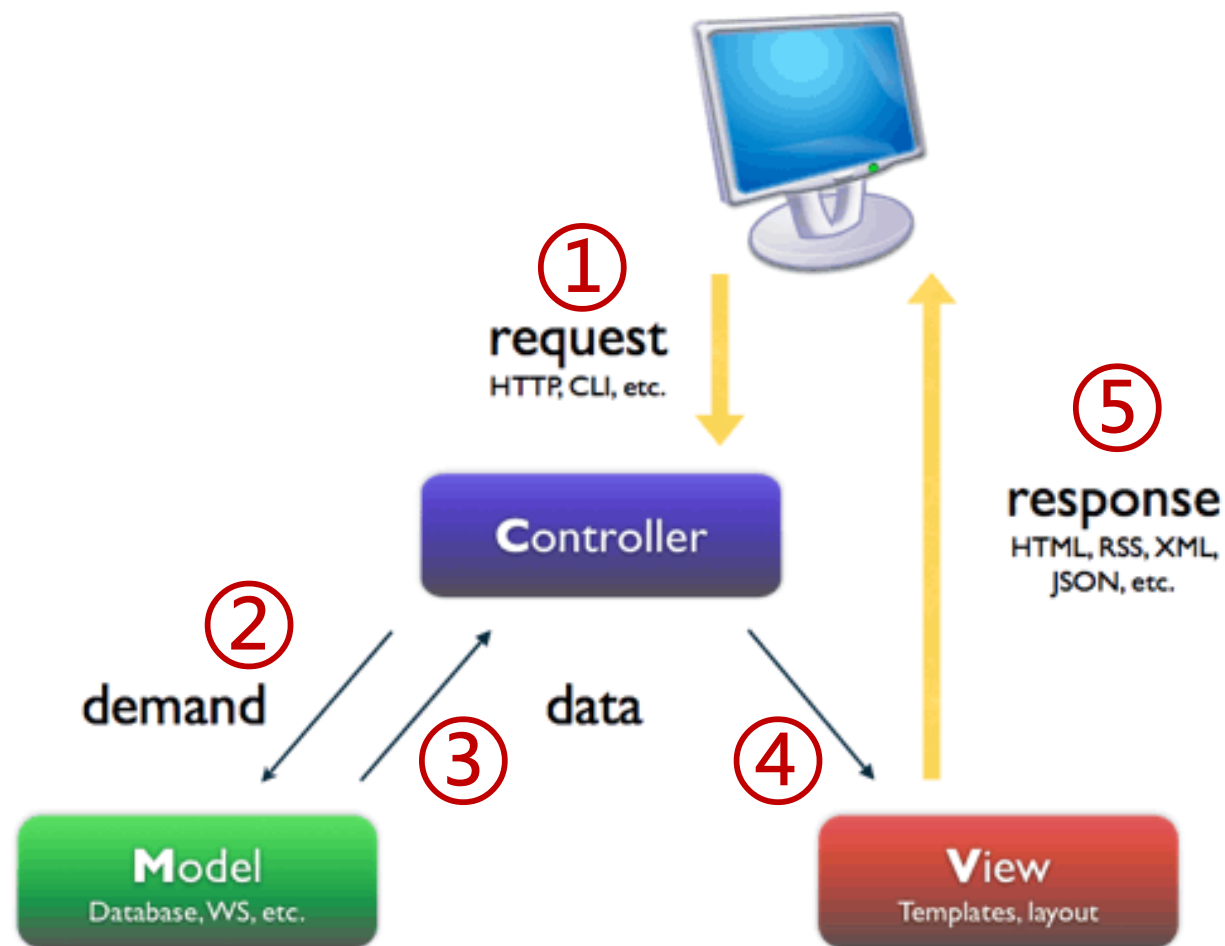 ①
request
HTTP, CLI, etc.
⑤
response
HTML, RSS, XML,
JSON, etc.
Controller
②
demand
③
data
④
Model
Database, WS, etc.
View
Templates, layout